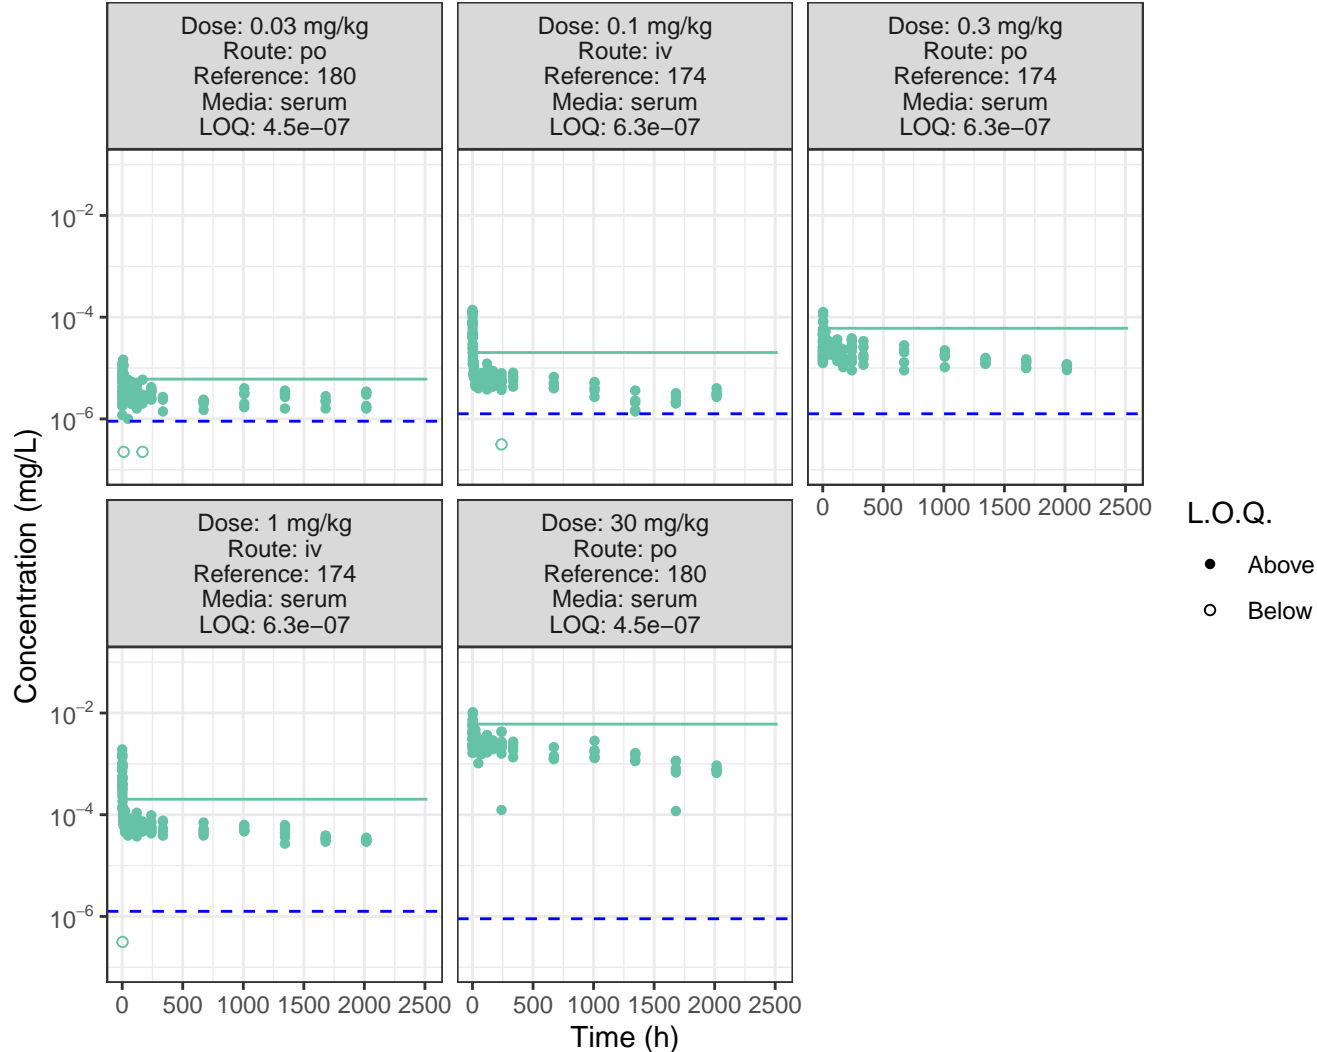 Dose: 0.03 mg/kg
Route: po
Reference: 180
Media: serum
LOQ: 4.5e−07
Dose: 0.1 mg/kg
Route: iv
Reference: 174
Media: serum
LOQ: 6.3e−07
Dose: 0.3 mg/kg
Route: po
Reference: 174
Media: serum
LOQ: 6.3e−07
10⁻²
10⁻⁴
10⁻⁶
0 500 1000 1500 2000 2500
Dose: 1 mg/kg
Route: iv
Reference: 174
Media: serum
LOQ: 6.3e−07
Dose: 30 mg/kg
Route: po
Reference: 180
Media: serum
LOQ: 4.5e−07
10⁻²
10⁻⁴
10⁻⁶
0 500 1000 1500 2000 2500
0 500 1000 1500 2000 2500
Concentration (mg/L)
Time (h)
L.O.Q.
Above
Below